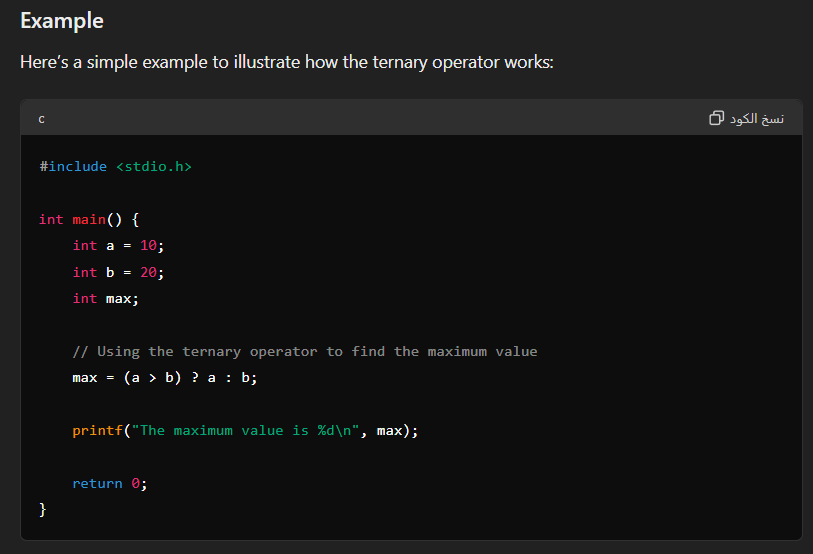 Example
Here's a simple example to illustrate how the ternary operator works:
c
نسخ الكود
#include <stdio.h>
int main() {
    int a = 10;
    int b = 20;
    int max;
    // Using the ternary operator to find the maximum value
    max = (a > b) ? a : b;
    printf("The maximum value is %d\n", max);
    return 0;
}